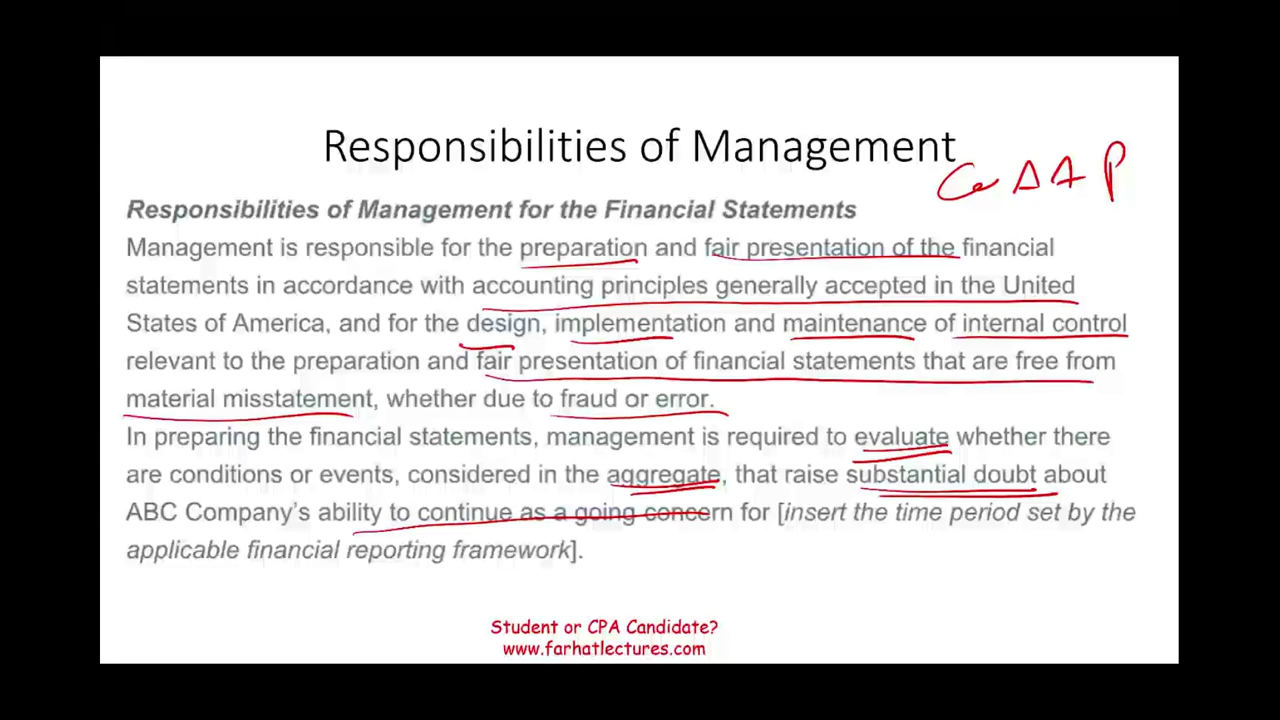 Responsibilities of Management
GAAP
Responsibilities of Management for the Financial Statements
Management is responsible for the preparation and fair presentation of the financial
statements in accordance with accounting principles generally accepted in the United
States of America, and for the design, implementation and maintenance of internal control
relevant to the preparation and fair presentation of financial statements that are free from
material misstatement, whether due to fraud or error.
In preparing the financial statements, management is required to evaluate whether there
are conditions or events, considered in the aggregate, that raise substantial doubt about
ABC Company's ability to continue as a going concern for [insert the time period set by the
applicable financial reporting framework].
Student or CPA Candidate?
www.farhatlectures.com